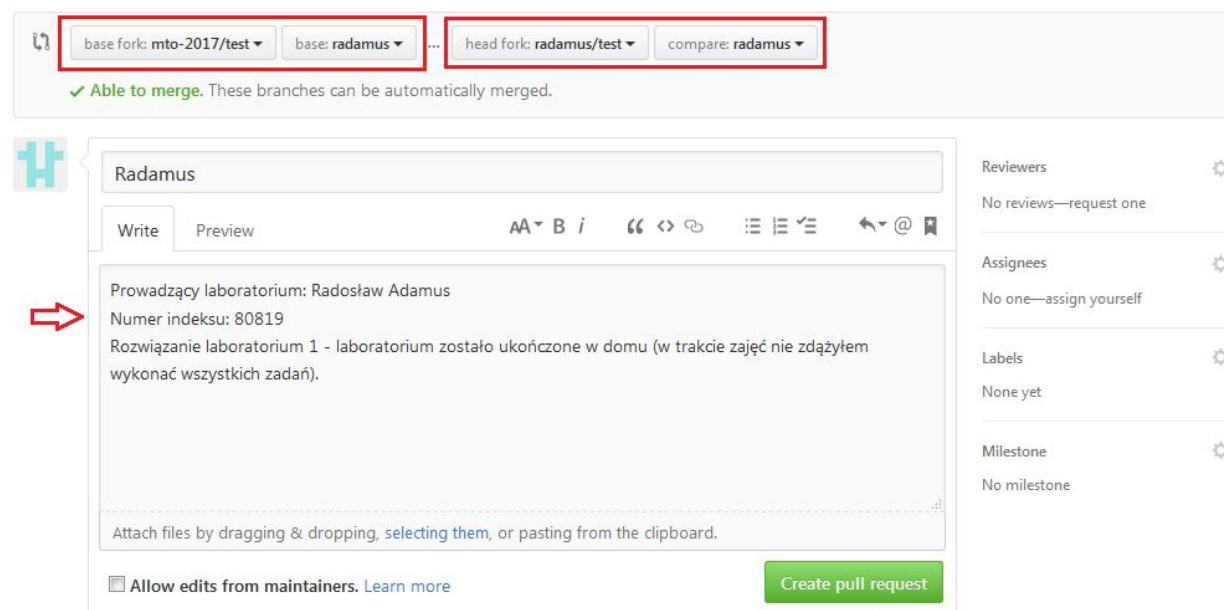 base fork: mto-2017/test base: radamus ... head fork: radamus/test compare: radamus
Able to merge. These branches can be automatically merged.
Radamus
Write Preview AA B i
Prowadzący laboratorium: Radosław Adamus
Numer indeksu: 80819
Rozwiązanie laboratorium 1 - laboratorium zostało ukończone w domu (w trakcie zajęć nie zdążyłem
wykonać wszystkich zadań).
Attach files by dragging & dropping, selecting them, or pasting from the clipboard.
Allow edits from maintainers. Learn more
Create pull request
Reviewers
No reviews—request one
Assignees
No one—assign yourself
Labels
None yet
Milestone
No milestone